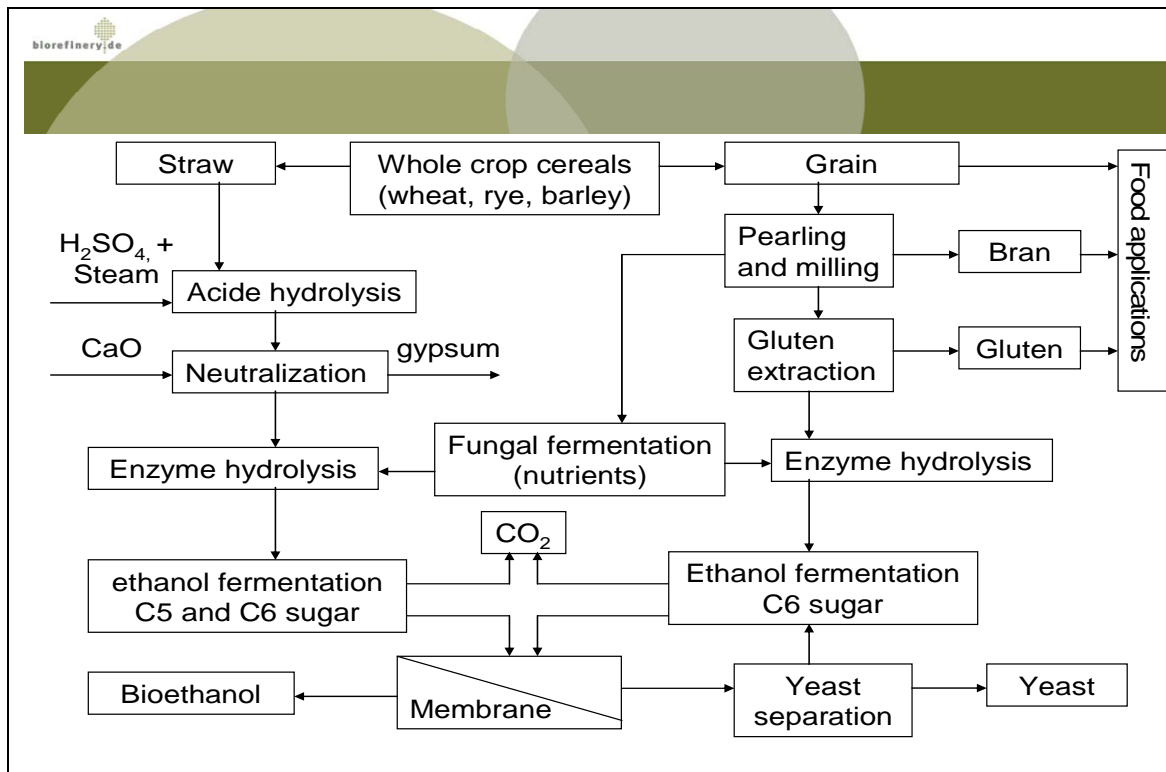 biorefinery.de
Straw
Whole crop cereals
(wheat, rye, barley)
Grain
Food applications
H₂SO₄, +
Steam
Pearling
and milling
Bran
Acide hydrolysis
CaO
Neutralization
gypsum
Gluten
extraction
Gluten
Enzyme hydrolysis
Fungal fermentation
(nutrients)
Enzyme hydrolysis
CO₂
ethanol fermentation
C5 and C6 sugar
Ethanol fermentation
C6 sugar
Bioethanol
Membrane
Yeast
separation
Yeast